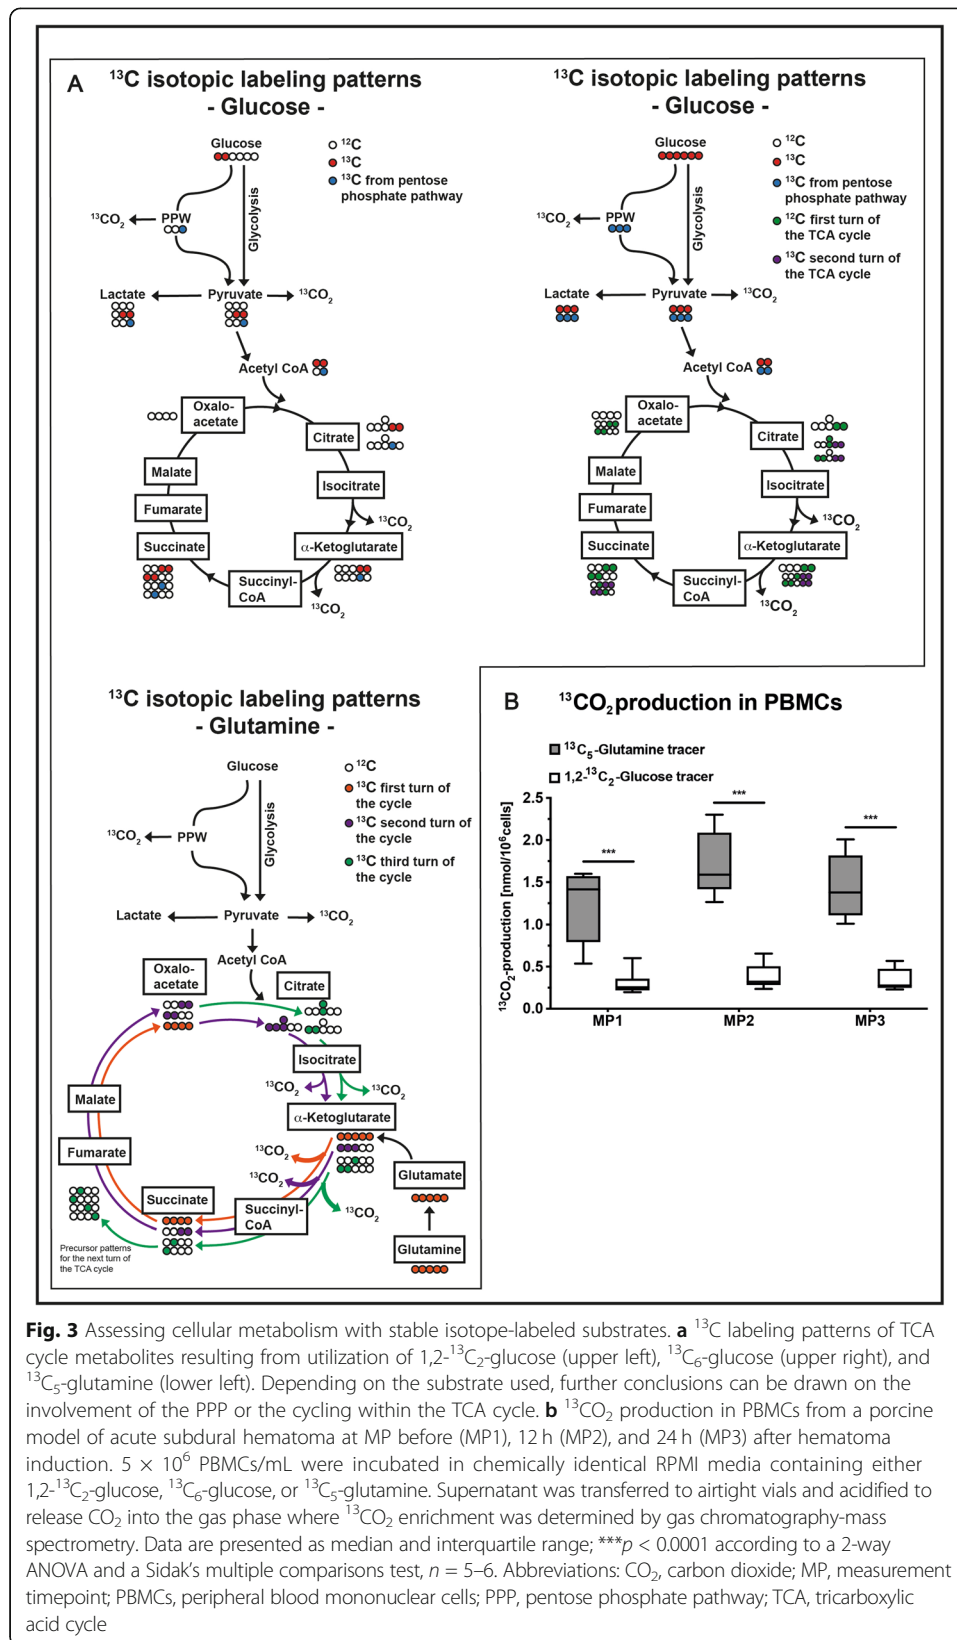 A
¹³C isotopic labeling patterns
- Glucose -
Glucose
¹²C
¹³C
¹³C from pentose
phosphate pathway
¹³CO₂
PPW
Glycolysis
Lactate
Pyruvate
¹³CO₂
Acetyl CoA
Oxalo-
acetate
Citrate
Malate
Isocitrate
Fumarate
¹³CO₂
Succinate
α-Ketoglutarate
Succinyl-
CoA
¹³CO₂
¹³C isotopic labeling patterns
- Glucose -
Glucose
¹²C
¹³C
¹³C from pentose
phosphate pathway
¹²C first turn of
the TCA cycle
¹³C second turn of
the TCA cycle
¹³CO₂
PPW
Glycolysis
Lactate
Pyruvate
¹³CO₂
Acetyl CoA
Oxalo-
acetate
Citrate
Malate
Isocitrate
Fumarate
¹³CO₂
Succinate
α-Ketoglutarate
Succinyl-
CoA
¹³CO₂
¹³C isotopic labeling patterns
- Glutamine -
Glucose
¹²C
¹³C first turn of
the cycle
¹³C second turn of
the cycle
¹³C third turn of
the cycle
¹³CO₂
PPW
Glycolysis
Lactate
Pyruvate
¹³CO₂
Acetyl CoA
Oxalo-
acetate
Citrate
Isocitrate
¹³CO₂
¹³CO₂
Malate
α-Ketoglutarate
Fumarate
¹³CO₂
¹³CO₂
Glutamate
Succinate
Succinyl-
CoA
¹³CO₂
Glutamine
Precursor patterns
for the next turn of
the TCA cycle
B
¹³CO₂ production in PBMCs
¹³C₅-Glutamine tracer
1,2-¹³C₂-Glucose tracer
¹³CO₂-production [nmol/10⁶cells]
2.5
2.0
1.5
1.0
0.5
0.0
***
***
***
MP1
MP2
MP3
Fig. 3 Assessing cellular metabolism with stable isotope-labeled substrates. a ¹³C labeling patterns of TCA
cycle metabolites resulting from utilization of 1,2-¹³C₂-glucose (upper left), ¹³C₆-glucose (upper right), and
¹³C₅-glutamine (lower left). Depending on the substrate used, further conclusions can be drawn on the
involvement of the PPP or the cycling within the TCA cycle. b ¹³CO₂ production in PBMCs from a porcine
model of acute subdural hematoma at MP before (MP1), 12 h (MP2), and 24 h (MP3) after hematoma
induction. 5 × 10⁶ PBMCs/mL were incubated in chemically identical RPMI media containing either
1,2-¹³C₂-glucose, ¹³C₆-glucose, or ¹³C₅-glutamine. Supernatant was transferred to airtight vials and acidified to
release CO₂ into the gas phase where ¹³CO₂ enrichment was determined by gas chromatography-mass
spectrometry. Data are presented as median and interquartile range; ***p < 0.0001 according to a 2-way
ANOVA and a Sidak's multiple comparisons test, n = 5–6. Abbreviations: CO₂, carbon dioxide; MP, measurement
timepoint; PBMCs, peripheral blood mononuclear cells; PPP, pentose phosphate pathway; TCA, tricarboxylic
acid cycle